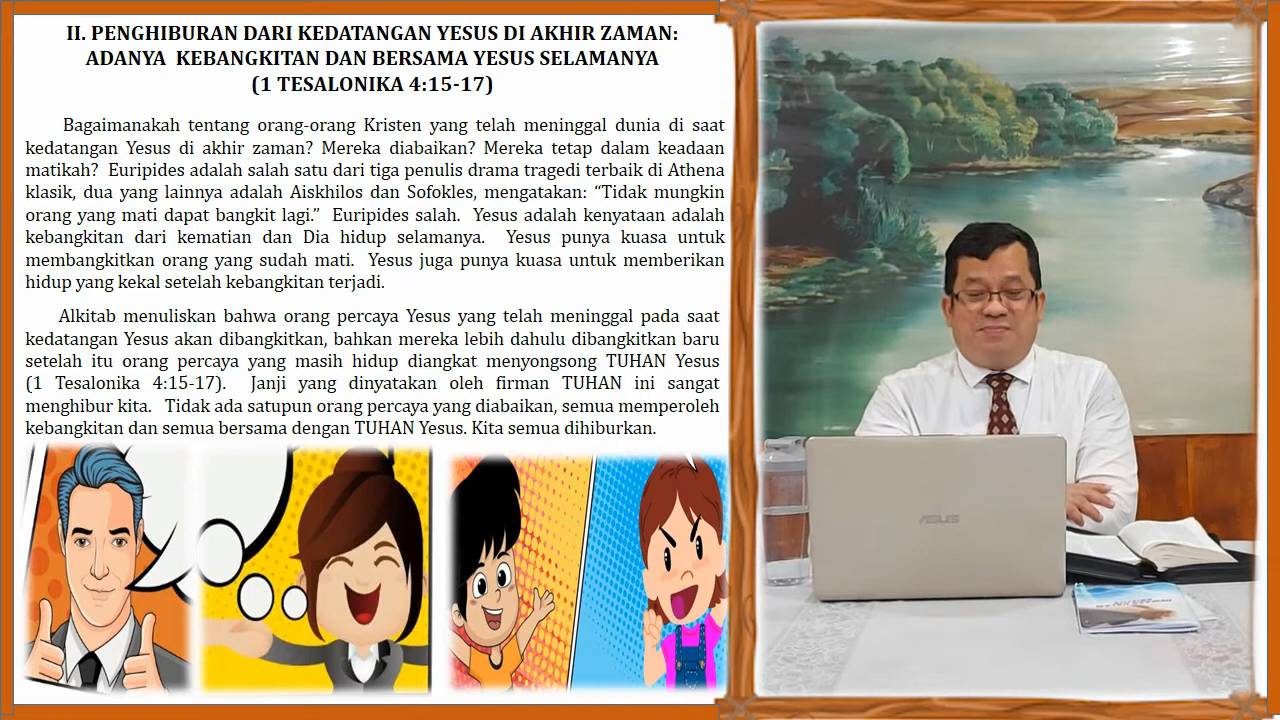 II. PENGHIBURAN DARI KEDATANGAN YESUS DI AKHIR ZAMAN:
ADANYA KEBANGKITAN DAN BERSAMA YESUS SELAMANYA
(1 TESALONIKA 4:15-17)
Bagaimanakah tentang orang-orang Kristen yang telah meninggal dunia di saat
kedatangan Yesus di akhir zaman? Mereka diabaikan? Mereka tetap dalam keadaan
matikah? Euripides adalah salah satu dari tiga penulis drama tragedi terbaik di Athena
klasik, dua yang lainnya adalah Aiskhilos dan Sofokles, mengatakan: “Tidak mungkin
orang yang mati dapat bangkit lagi.” Euripides salah. Yesus adalah kenyataan adalah
kebangkitan dari kematian dan Dia hidup selamanya. Yesus punya kuasa untuk
membangkitkan orang yang sudah mati. Yesus juga punya kuasa untuk memberikan
hidup yang kekal setelah kebangkitan terjadi.
Alkitab menuliskan bahwa orang percaya Yesus yang telah meninggal pada saat
kedatangan Yesus akan dibangkitkan, bahkan mereka lebih dahulu dibangkitkan baru
setelah itu orang percaya yang masih hidup diangkat menyongsong TUHAN Yesus
(1 Tesalonika 4:15-17). Janji yang dinyatakan oleh firman TUHAN ini sangat
menghibur kita. Tidak ada satupun orang percaya yang diabaikan, semua memperoleh
kebangkitan dan semua bersama dengan TUHAN Yesus. Kita semua dihiburkan.
ASUS